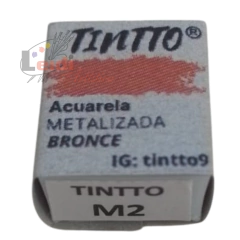 TINTTO®
Acuarela
METALIZADA
BRONCE
IG: tintto9
TINTTO
M2